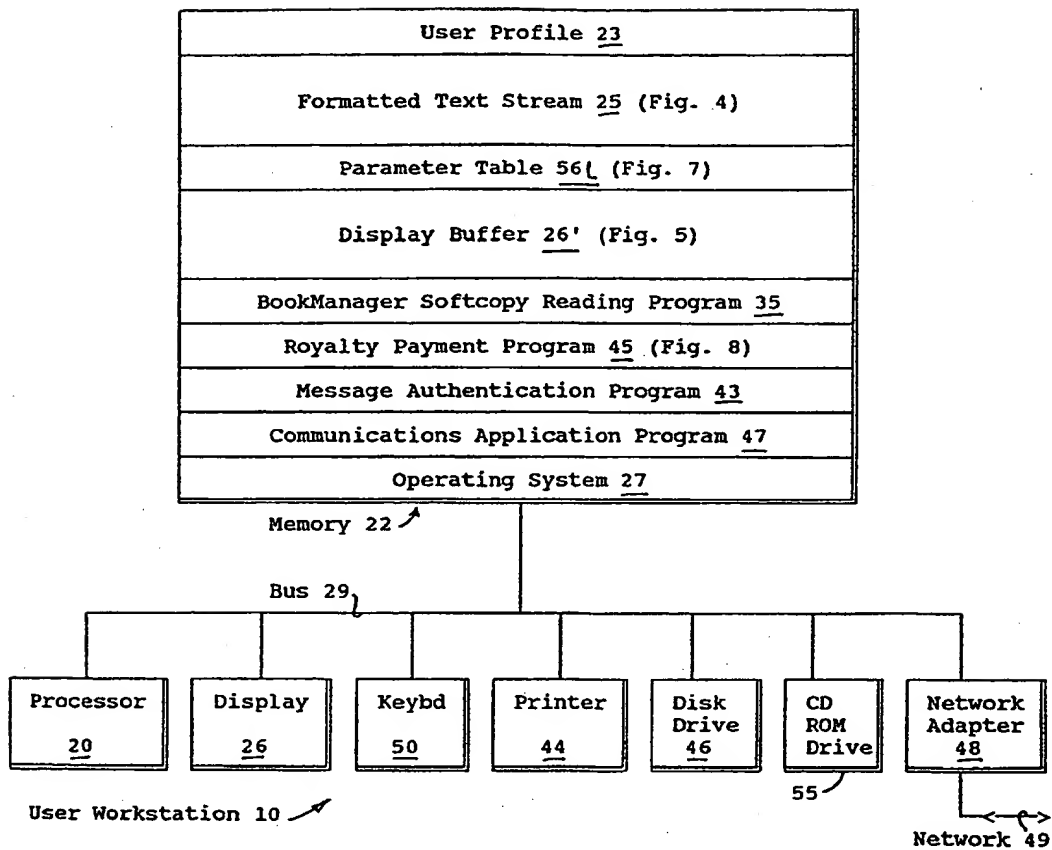 User Profile 23
Formatted Text Stream 25 (Fig. 4)
Parameter Table 56l (Fig. 7)
Display Buffer 26' (Fig. 5)
BookManager Softcopy Reading Program 35
Royalty Payment Program 45 (Fig. 8)
Message Authentication Program 43
Communications Application Program 47
Operating System 27
Memory 22
Bus 29
Processor
20
Display
26
Keybd
50
Printer
44
Disk
Drive
46
CD
ROM
Drive
55
Network
Adapter
48
User Workstation 10
Network 49